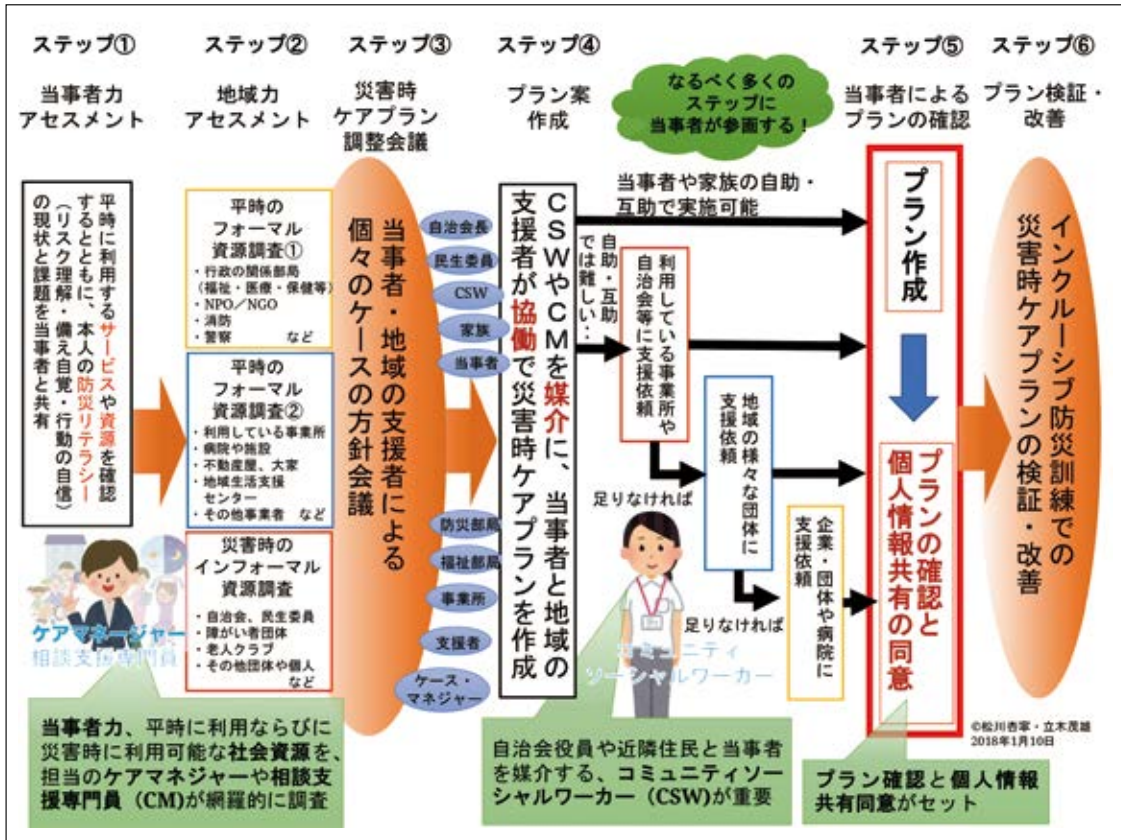 ステップ①
当事者力
アセスメント
ステップ②
地域力
アセスメント
ステップ③
災害時
ケアプラン
調整会議
ステップ④
プラン案
作成
なるべく多くの
ステップに
当事者が参画する！
ステップ⑤
当事者による
プランの確認
ステップ⑥
プラン検証・
改善
平時に利用するサービスや資源を確認
するとともに、本人の防災リテラシー
（リスク理解・備え自覚・行動の自信）
の現状と課題を当事者と共有
平時の
フォーマル
資源調査①
・行政の関係部局
（福祉・医療・保健等）
・NPO／NGO
・消防
・警察　など
平時の
フォーマル
資源調査②
・利用している事業所
・病院や施設
・不動産屋、大家
・地域生活支援
センター
・その他事業者　など
災害時の
インフォーマル
資源調査
・自治会、民生委員
・障がい者団体
・老人クラブ
・その他団体や個人
など
ケアマネージャー
相談支援専門員
当事者力、平時に利用ならびに
災害時に利用可能な社会資源を、
担当のケアマネジャーや相談支
援専門員（CM)が網羅的に調査
当事者・地域の支援者による
個々のケースの方針会議
自治会長
民生委員
CSW
家族
当事者
防災部局
福祉部局
事業所
支援者
ケース・
マネジャー
CSWやCMを媒介に、当事者と地域の
支援者が協働で災害時ケアプランを作成
当事者や家族の自助・
互助で実施可能
自助・互助
では難しい‥
利用している事業所や
自治会等に支援依頼
足りなければ
地域の様々な団体に
支援依頼
足りなければ
企業・団体や病院に
支援依頼
コミュニティ
ソーシャルワーカー
自治会役員や近隣住民と当事者
を媒介する、コミュニティソー
シャルワーカー（CSW)が重要
プラン作成
プランの確認と
個人情報共有の同意
プラン確認と個人情報
共有同意がセット
インクルーシブ防災訓練での
災害時ケアプランの検証・改善
©松川杏寧・立木茂雄
2018年1月10日